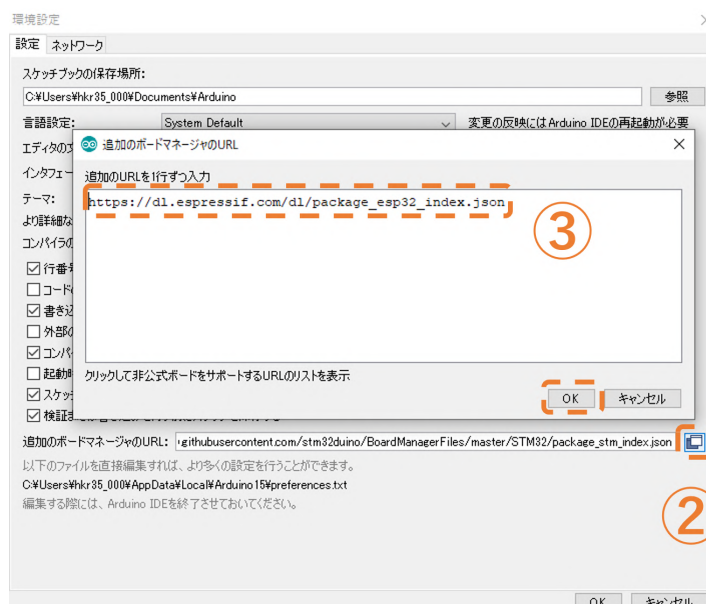 環境設定
設定 ネットワーク
スケッチブックの保存場所:
C:¥Users¥hkr35_000¥Documents¥Arduino 参照
言語設定: System Default 変更の反映にはArduino IDEの再起動が必要
エディタの
追加のボードマネージャのURL
インタフェー
追加のURLを1行ずつ入力
テーマ:
https://dl.espressif.com/dl/package_esp32_index.json
③
より詳細な
コンパイラの
行番号
コード
書き込
外部の
コンパイ
起動時
クリックして非公式ボードをサポートするURLのリストを表示
スケッチ
OK キャンセル
検証
追加のボードマネージャのURL: githubusercontent.com/stm32duino/BoardManagerFiles/master/STM32/package_stm_index.json
以下のファイルを直接編集すれば、より多くの設定を行うことができます。
C:¥Users¥hkr35_000¥AppData¥Local¥Arduino15¥preferences.txt
編集する際には、Arduino IDEを終了させておいてください。
②
OK キャンセル